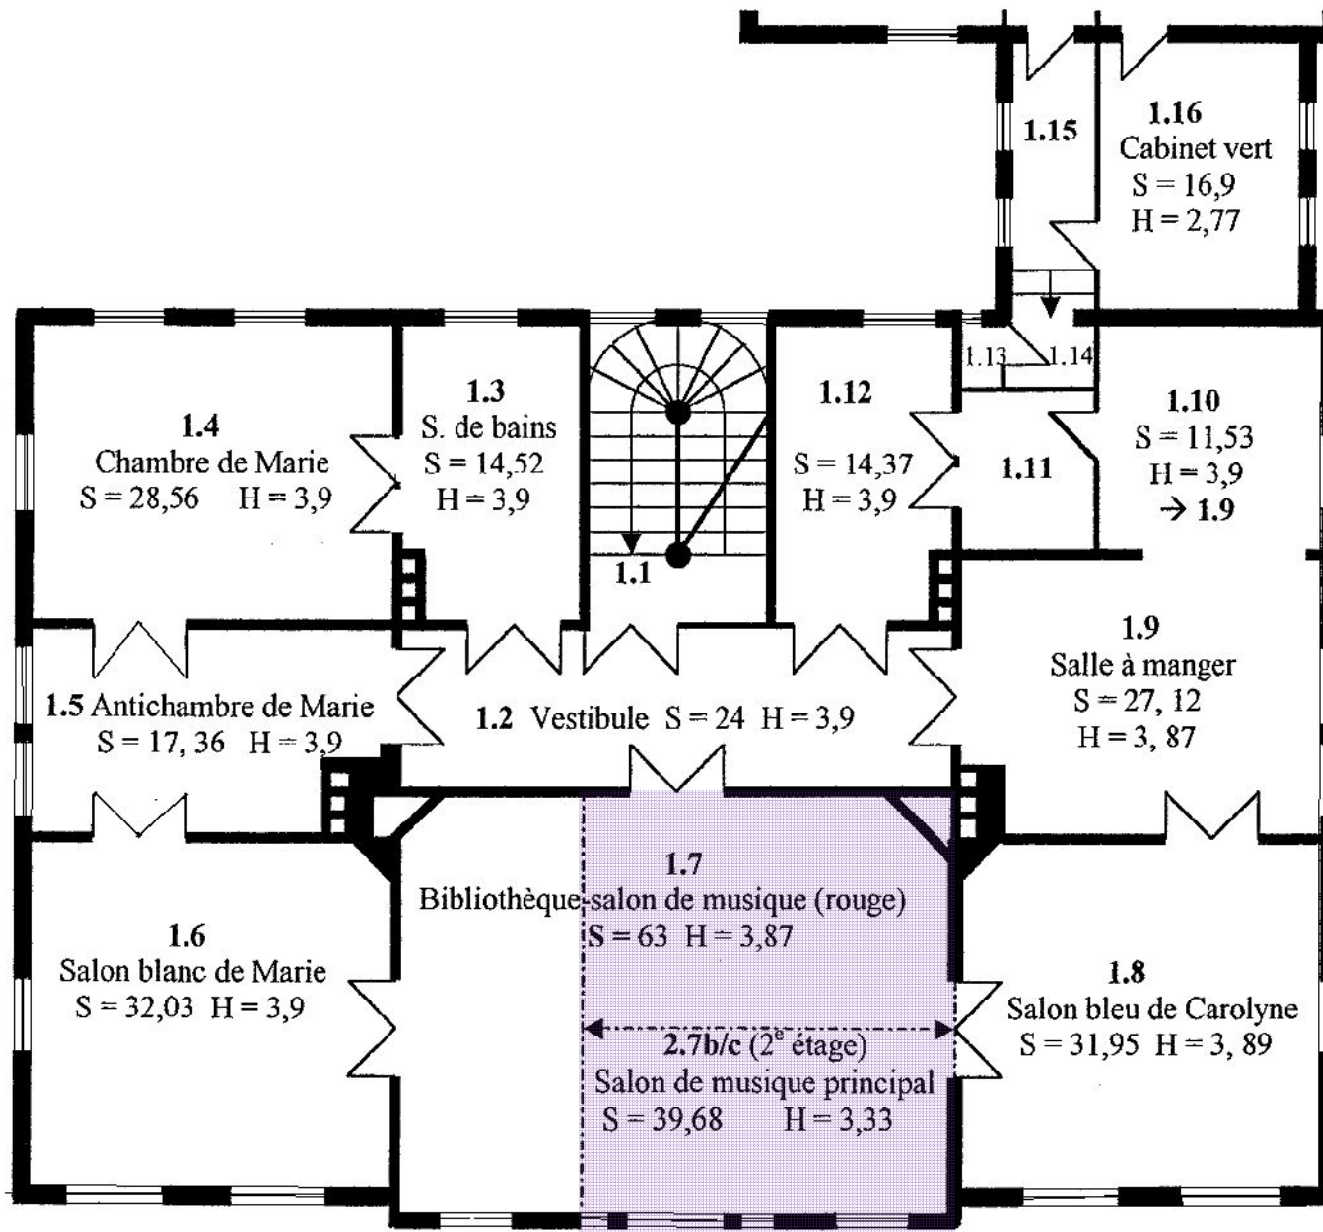 1.15
1.16
Cabinet vert
S = 16,9
H = 2,77
1.4
Chambre de Marie
S = 28,56 H = 3,9
1.3
S. de bains
S = 14,52
H = 3,9
1.1
1.12
S = 14,37
H = 3,9
1.13
1.14
1.11
1.10
S = 11,53
H = 3,9
→ 1.9
1.5 Antichambre de Marie
S = 17, 36 H = 3,9
1.2 Vestibule S = 24 H = 3,9
1.9
Salle à manger
S = 27, 12
H = 3, 87
1.7
Bibliothèque-salon de musique (rouge)
S = 63 H = 3,87
1.6
Salon blanc de Marie
S = 32,03 H = 3,9
2.7b/c (2e étage)
Salon de musique principal
S = 39,68 H = 3,33
1.8
Salon bleu de Carolyne
S = 31,95 H = 3, 89